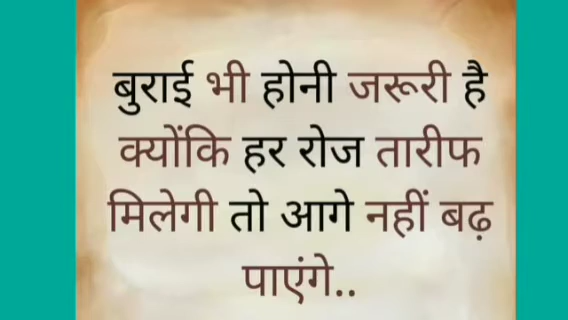 बुराई भी होनी जरूरी है
क्योंकि हर रोज तारीफ
मिलेगी तो आगे नहीं बढ़
पाएंगे..